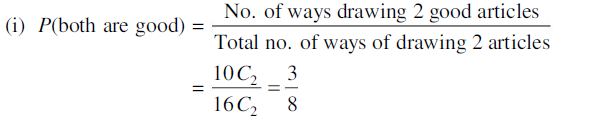 (i) P(both are good) = No. of ways drawing 2 good articles / Total no. of ways of drawing 2 articles
= 10C₂ / 16C₂ = 3 / 8